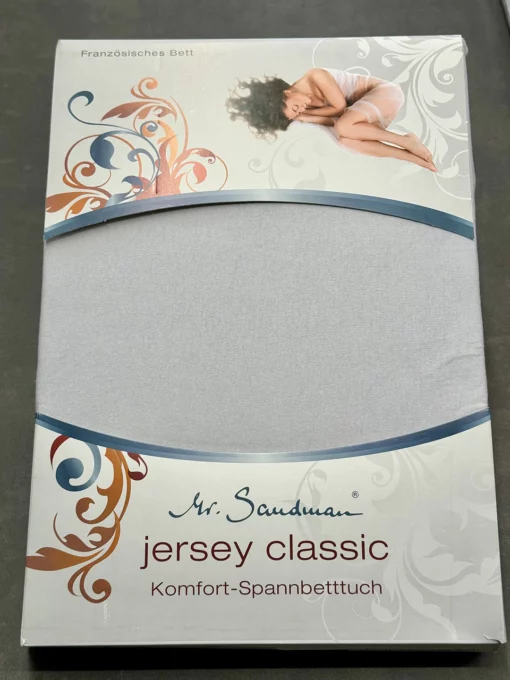 Französisches Bett
Mr. Sandman®
jersey classic
Komfort-Spannbetttuch